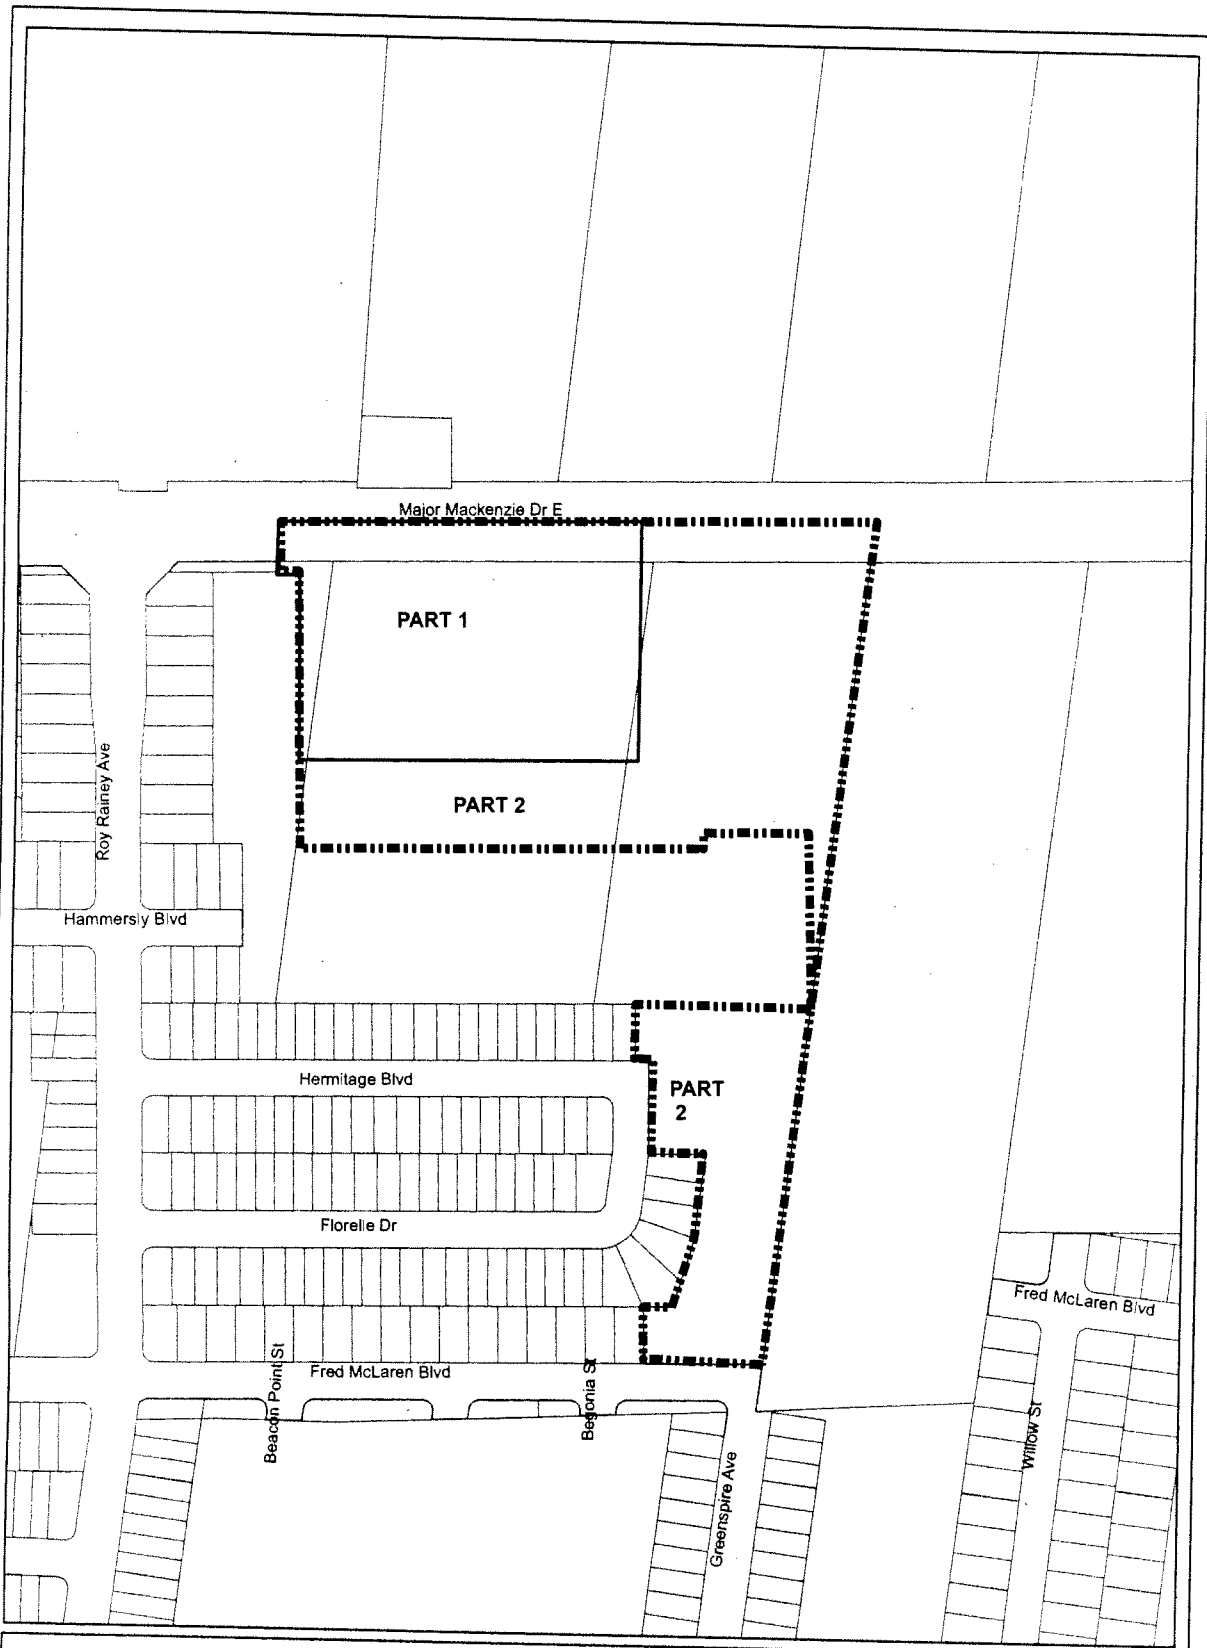 Major Mackenzie Dr E
PART 1
Roy Rainey Ave
PART 2
Hammersly Blvd
Hermitage Blvd
PART
2
Florelle Dr
Fred McLaren Blvd
Fred McLaren Blvd
Beacon Point St
Begonia St
Willow St
Greenspire Ave